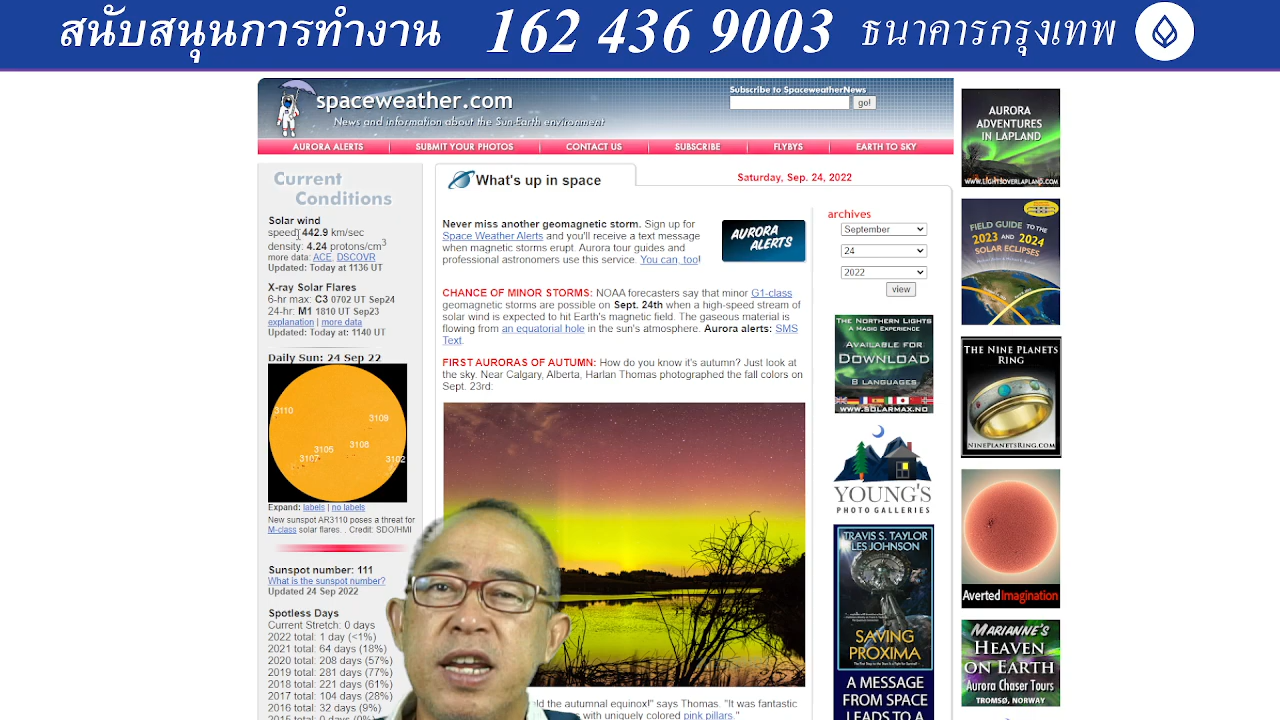 สนับสนุนการทำงาน 162 436 9003 ธนาคารกรุงเทพ
spaceweather.com
News and information about the Sun-Earth environment
Subscribe to SpaceweatherNews
go!
AURORA ALERTS SUBMIT YOUR PHOTOS CONTACT US SUBSCRIBE FLYBYS EARTH TO SKY
Current
Conditions
Solar wind
speed: 442.9 km/sec
density: 4.24 protons/cm3
more data: ACE, DSCOVR
Updated: Today at 1136 UT
X-ray Solar Flares
6-hr max: C3 0702 UT Sep24
24-hr: M1 1810 UT Sep23
explanation | more data
Updated: Today at: 1140 UT
Daily Sun: 24 Sep 22
3110
3109
3108
3105
3107
3102
Expand: labels | no labels
New sunspot AR3110 poses a threat for
M-class solar flares. . Credit: SDO/HMI
Sunspot number: 111
What is the sunspot number?
Updated 24 Sep 2022
Spotless Days
Current Stretch: 0 days
2022 total: 1 day (<1%)
2021 total: 64 days (18%)
2020 total: 208 days (57%)
2019 total: 281 days (77%)
2018 total: 221 days (61%)
2017 total: 104 days (28%)
2016 total: 32 days (9%)
2015 total: 0 days (0%)
What's up in space
Saturday, Sep. 24, 2022
Never miss another geomagnetic storm. Sign up for
Space Weather Alerts and you'll receive a text message
when magnetic storms erupt. Aurora tour guides and
professional astronomers use this service. You can, too!
AURORA
ALERTS
CHANCE OF MINOR STORMS: NOAA forecasters say that minor G1-class
geomagnetic storms are possible on Sept. 24th when a high-speed stream of
solar wind is expected to hit Earth's magnetic field. The gaseous material is
flowing from an equatorial hole in the sun's atmosphere. Aurora alerts: SMS
Text.
FIRST AURORAS OF AUTUMN: How do you know it's autumn? Just look at
the sky. Near Calgary, Alberta, Harlan Thomas photographed the fall colors on
Sept. 23rd:
the autumnal equinox!" says Thomas. "It was fantastic
with uniquely colored pink pillars."
archives
September
24
2022
view
THE NORTHERN LIGHTS
A MAGIC EXPERIENCE
AVAILABLE FOR
DOWNLOAD
8 LANGUAGES
WWW.SOLARMAX.NO
YOUNG'S
PHOTO GALLERIES
TRAVIS S. TAYLOR
LES JOHNSON
SAVING
PROXIMA
A MESSAGE
FROM SPACE
LEADS TO A
AURORA
ADVENTURES
IN LAPLAND
WWW.LIGHTSOVERLAPLAND.COM
FIELD GUIDE TO THE
2023 AND 2024
SOLAR ECLIPSES
THE NINE PLANETS
RING
NINEPLANETSRING.COM
AvertedImagination
MARIANNE'S
HEAVEN
ON EARTH
Aurora Chaser Tours
TROMSØ, NORWAY